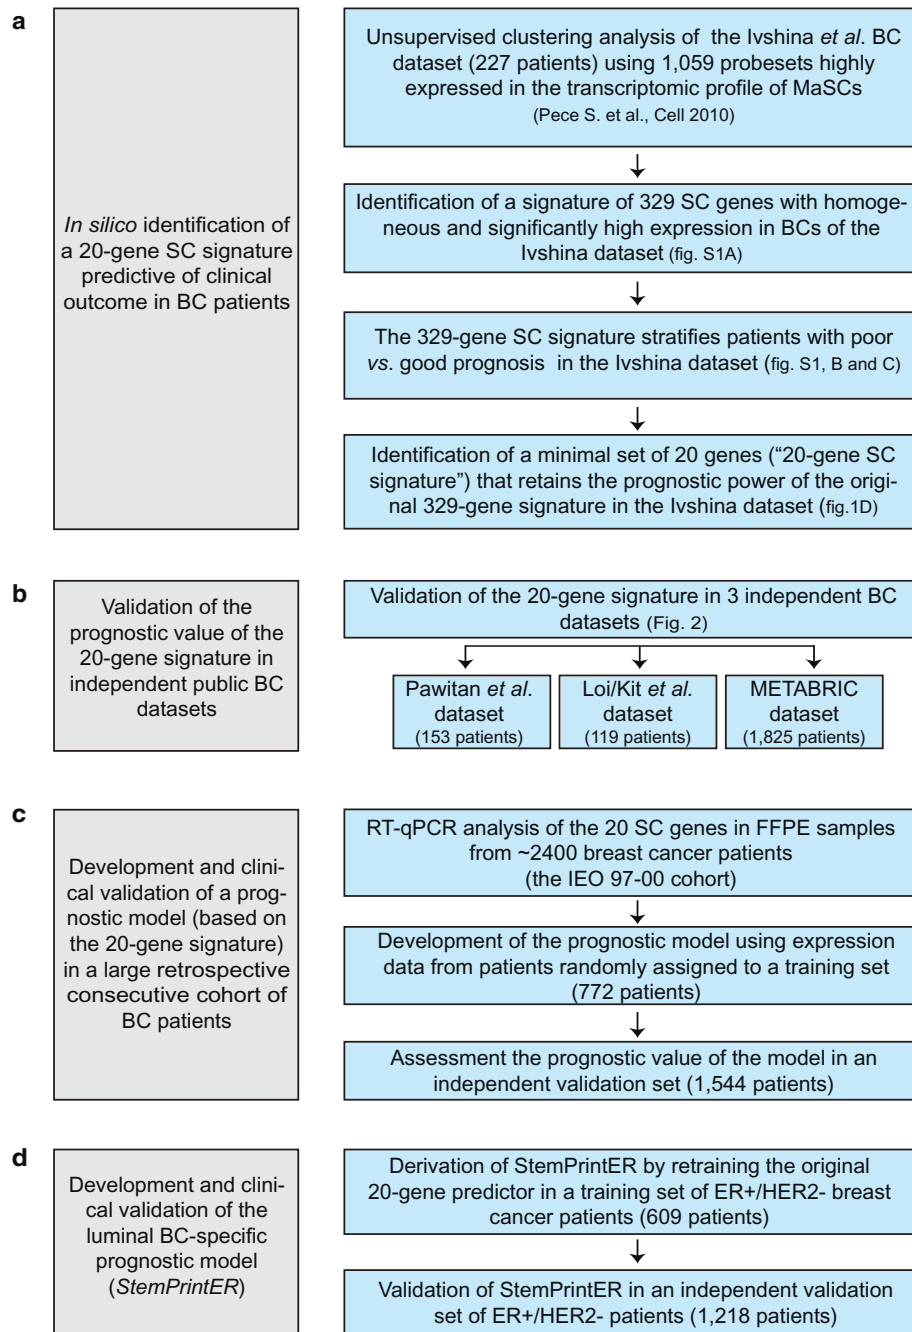 a
In silico identification of
a 20-gene SC signature
predictive of clinical
outcome in BC patients
Unsupervised clustering analysis of the Ivshina et al. BC
dataset (227 patients) using 1,059 probesets highly
expressed in the transcriptomic profile of MaSCs
(Pece S. et al., Cell 2010)
Identification of a signature of 329 SC genes with homoge-
neous and significantly high expression in BCs of the
Ivshina dataset (fig. S1A)
The 329-gene SC signature stratifies patients with poor
vs. good prognosis in the Ivshina dataset (fig. S1, B and C)
Identification of a minimal set of 20 genes (“20-gene SC
signature”) that retains the prognostic power of the origi-
nal 329-gene signature in the Ivshina dataset (fig.1D)
b
Validation of the
prognostic value of the
20-gene signature in
independent public BC
datasets
Validation of the 20-gene signature in 3 independent BC
datasets (Fig. 2)
Pawitan et al.
dataset
(153 patients)
Loi/Kit et al.
dataset
(119 patients)
METABRIC
dataset
(1,825 patients)
c
Development and clini-
cal validation of a prog-
nostic model (based on
the 20-gene signature)
in a large retrospective
consecutive cohort of
BC patients
RT-qPCR analysis of the 20 SC genes in FFPE samples
from ~2400 breast cancer patients
(the IEO 97-00 cohort)
Development of the prognostic model using expression
data from patients randomly assigned to a training set
(772 patients)
Assessment the prognostic value of the model in an
independent validation set (1,544 patients)
d
Development and clini-
cal validation of the
luminal BC-specific
prognostic model
(StemPrintER)
Derivation of StemPrintER by retraining the original
20-gene predictor in a training set of ER+/HER2- breast
cancer patients (609 patients)
Validation of StemPrintER in an independent validation
set of ER+/HER2- patients (1,218 patients)